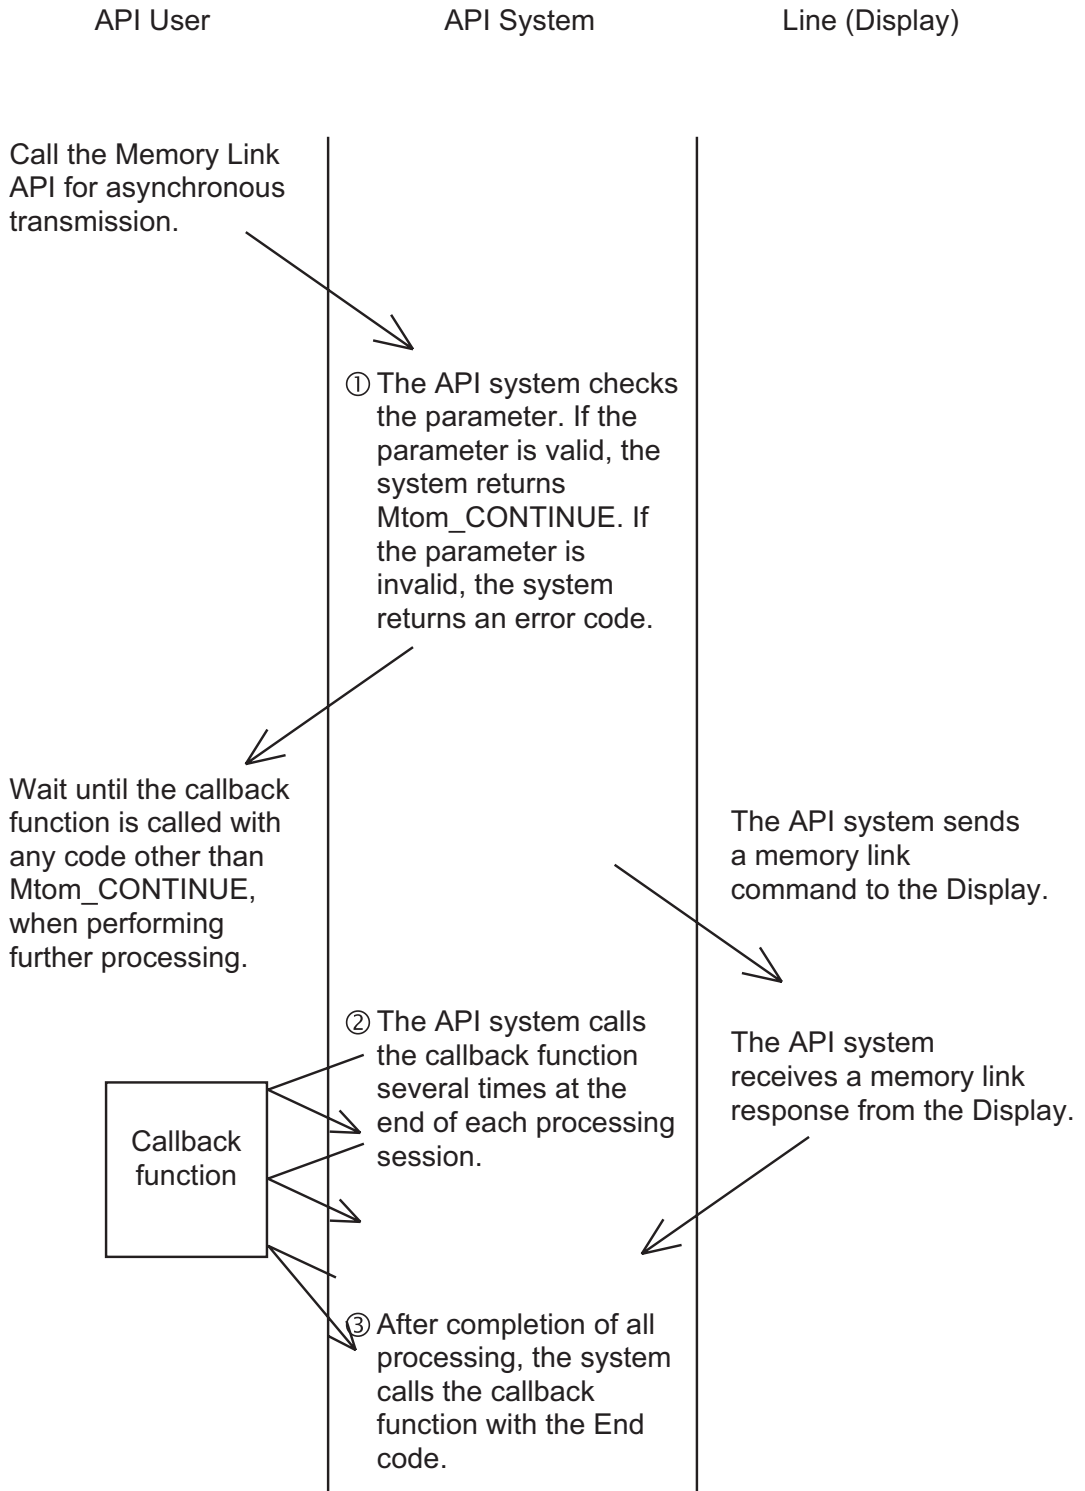 API User
API System
Line (Display)
Call the Memory Link
API for asynchronous
transmission.
① The API system checks
the parameter. If the
parameter is valid, the
system returns
Mtom_CONTINUE. If
the parameter is
invalid, the system
returns an error code.
Wait until the callback
function is called with
any code other than
Mtom_CONTINUE,
when performing
further processing.
The API system sends
a memory link
command to the Display.
② The API system calls
the callback function
several times at the
end of each processing
session.
The API system
receives a memory link
response from the Display.
Callback
function
③ After completion of all
processing, the system
calls the callback
function with the End
code.